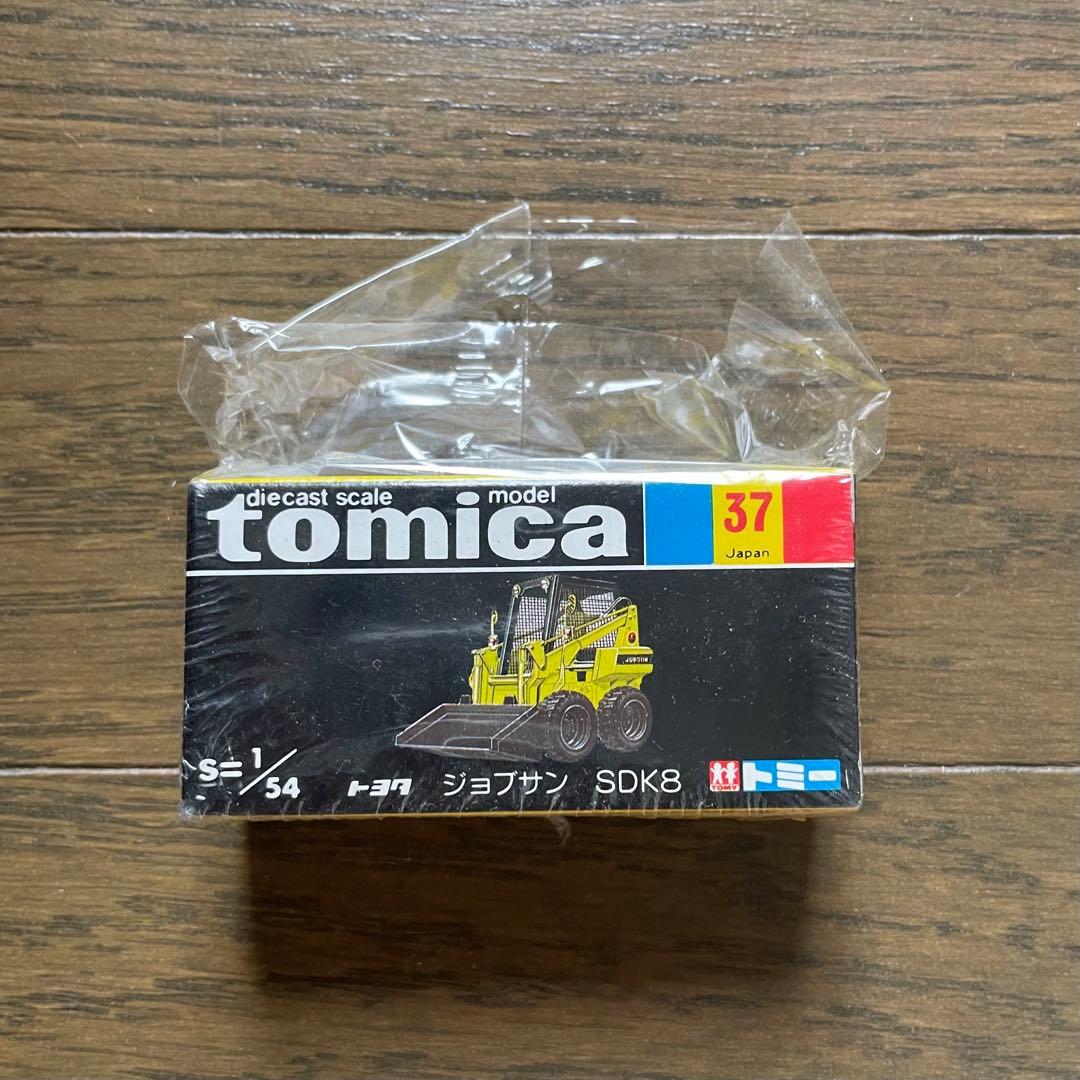 diecast scale model
tomica
37
Japan
JOBSUN
S=1/54
トヨタ ジョブサン SDK8
TOMY
トミー